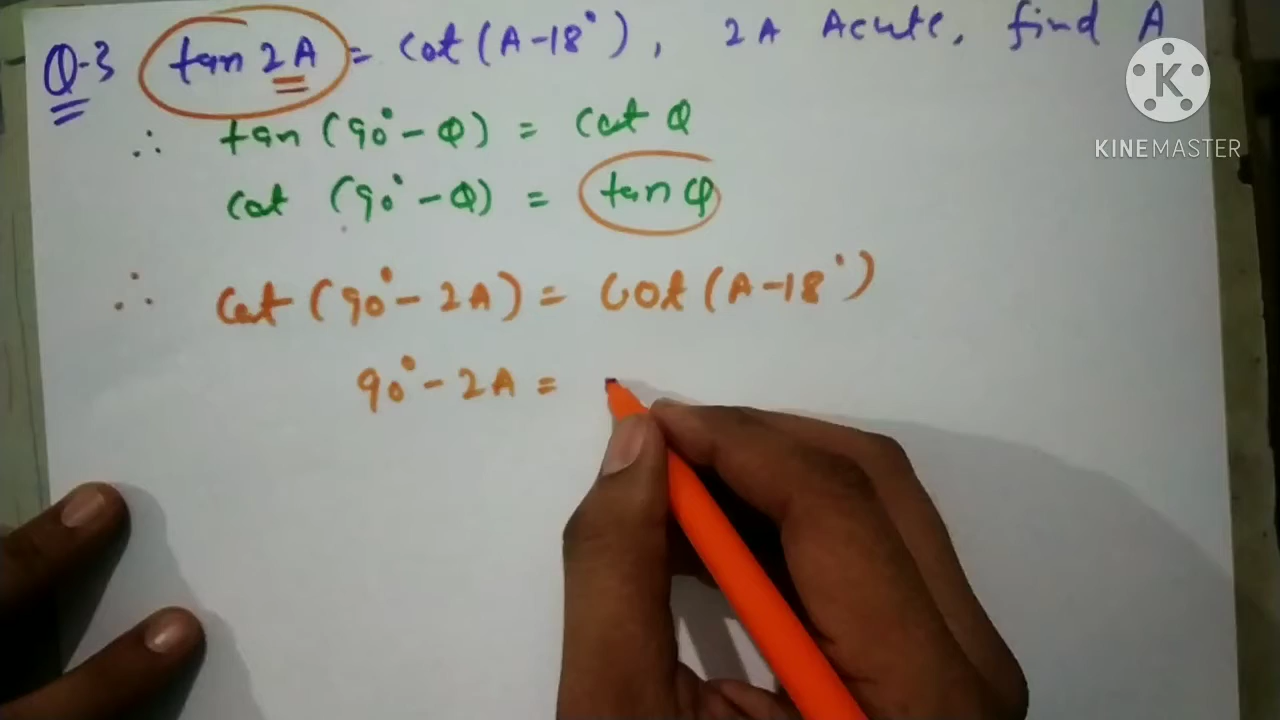 Q-3 tan 2A = cot (A-18°), 2A Acute, find A
K
KINEMASTER
∴ tan (90° - Q) = cot Q
cot (90° - Q) = tan φ
∴ cot (90° - 2A) = cot (A-18°)
90° - 2A =